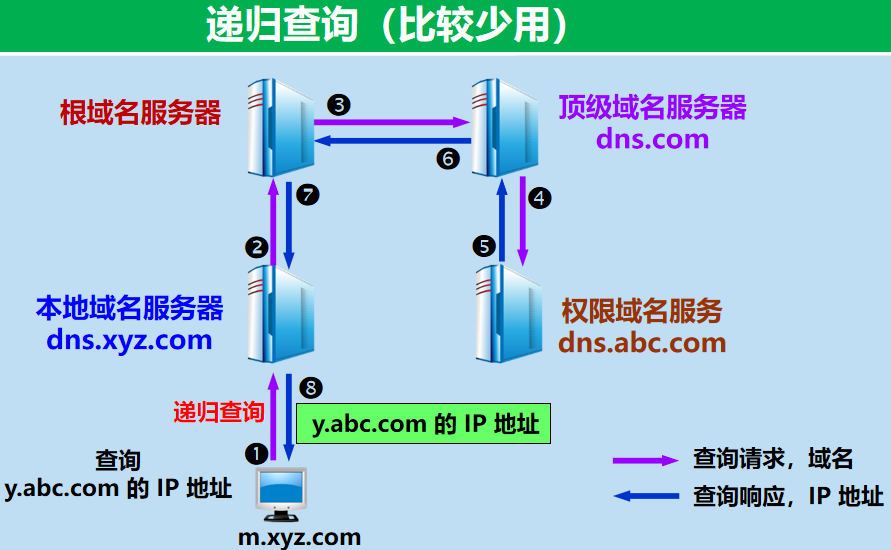 递归查询（比较少用）
根域名服务器
❸
顶级域名服务器
dns.com
❻
❼
❹
❷
❺
本地域名服务器
dns.xyz.com
权限域名服务
dns.abc.com
❽
递归查询
y.abc.com 的 IP 地址
❶
查询
y.abc.com 的 IP 地址
查询请求，域名
查询响应，IP 地址
m.xyz.com